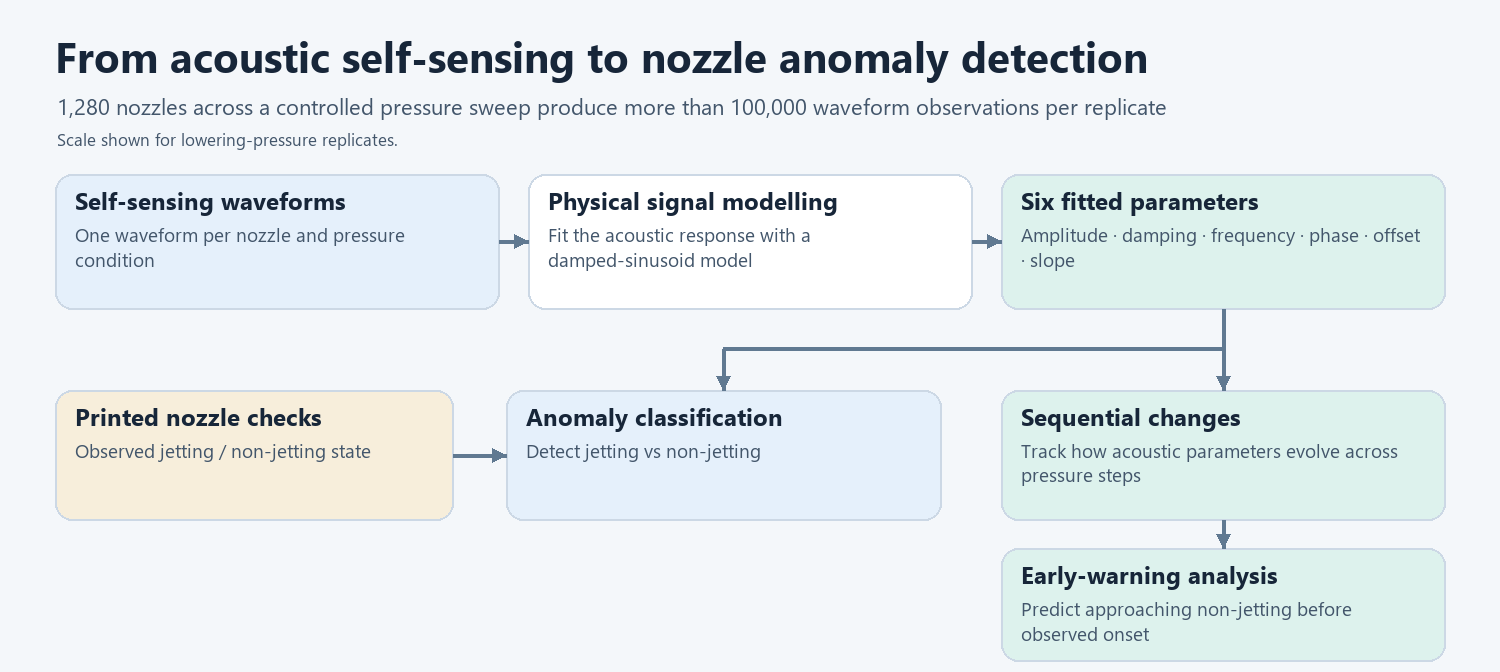 From acoustic self-sensing to nozzle anomaly detection
1,280 nozzles across a controlled pressure sweep produce more than 100,000 waveform observations per replicate
Scale shown for lowering-pressure replicates.
Self-sensing waveforms
One waveform per nozzle and pressure
condition
Physical signal modelling
Fit the acoustic response with a
damped-sinusoid model
Six fitted parameters
Amplitude · damping · frequency · phase · offset
· slope
Printed nozzle checks
Observed jetting / non-jetting state
Anomaly classification
Detect jetting vs non-jetting
Sequential changes
Track how acoustic parameters evolve across
pressure steps
Early-warning analysis
Predict approaching non-jetting before
observed onset